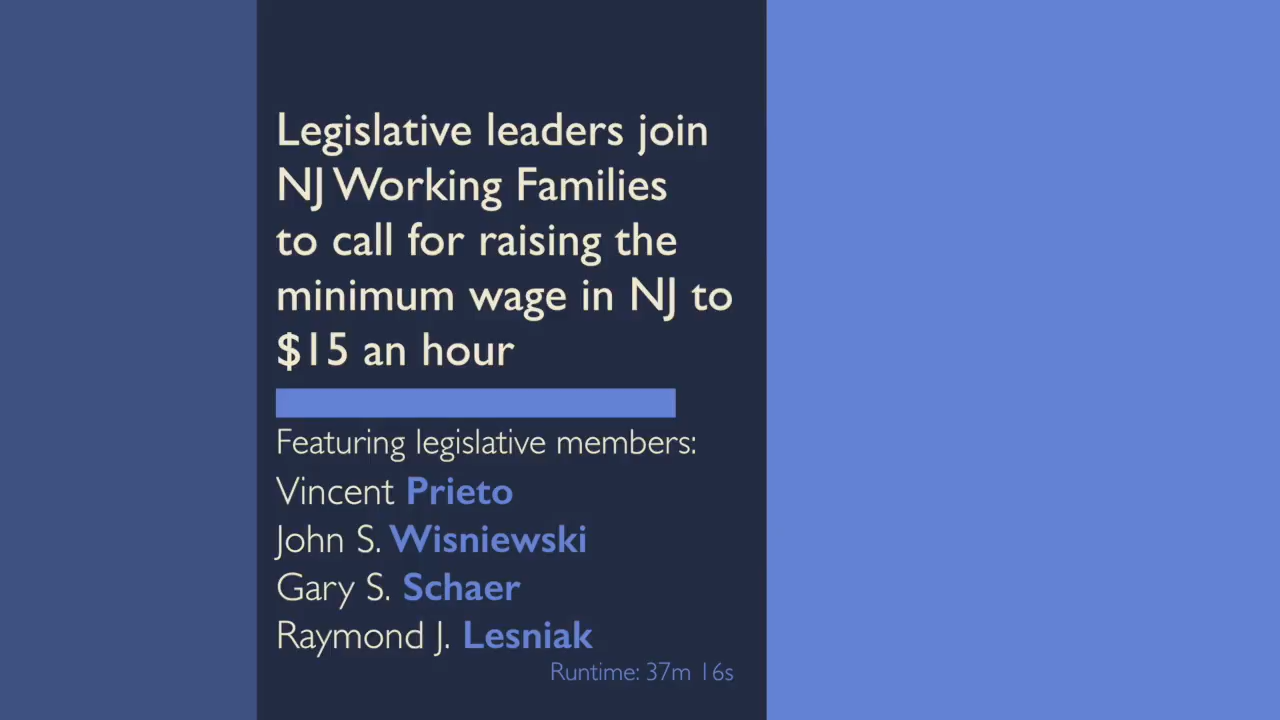 Legislative leaders join
NJ Working Families
to call for raising the
minimum wage in NJ to
$15 an hour
Featuring legislative members:
Vincent Prieto
John S. Wisniewski
Gary S. Schaer
Raymond J. Lesniak
Runtime: 37m 16s